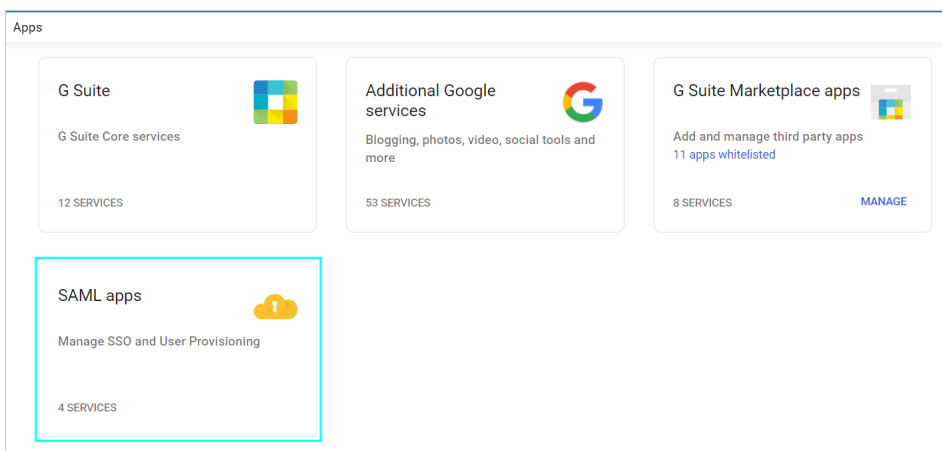 Apps
G Suite
G Suite Core services
12 SERVICES
Additional Google
services
Blogging, photos, video, social tools and
more
53 SERVICES
G Suite Marketplace apps
Add and manage third party apps
11 apps whitelisted
8 SERVICES
MANAGE
SAML apps
Manage SSO and User Provisioning
4 SERVICES